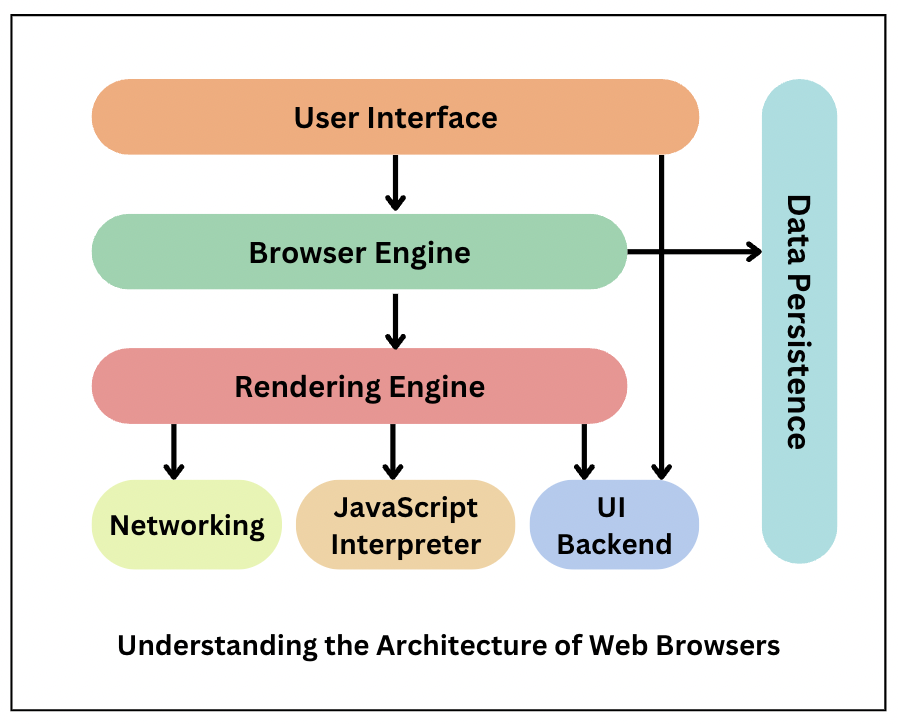 User Interface
Browser Engine
Data Persistence
Rendering Engine
Networking
JavaScript
Interpreter
UI
Backend
Understanding the Architecture of Web Browsers